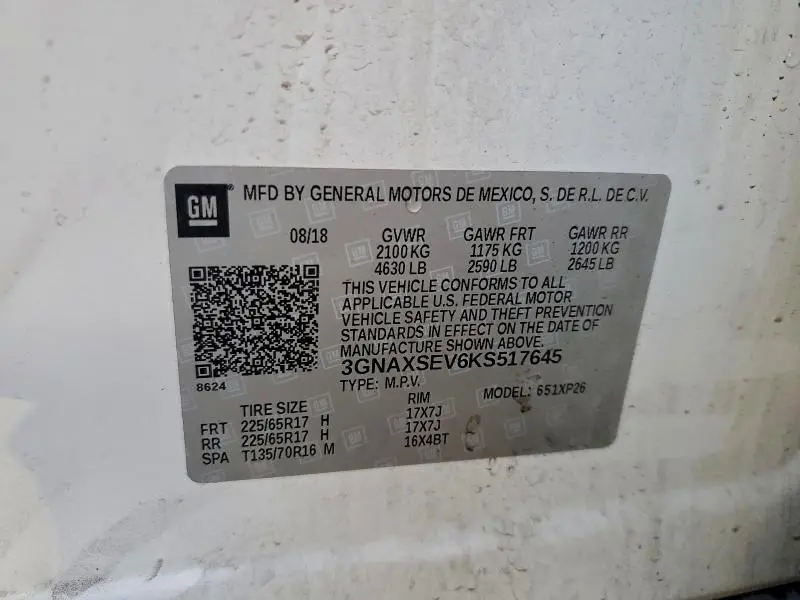 GM® MFD BY GENERAL MOTORS DE MEXICO, S. DE R.L. DE C.V.
08/18 GVWR GAWR FRT GAWR RR
2100 KG 1175 KG 1200 KG
4630 LB 2590 LB 2645 LB
THIS VEHICLE CONFORMS TO ALL
APPLICABLE U.S. FEDERAL MOTOR
VEHICLE SAFETY AND THEFT PREVENTION
STANDARDS IN EFFECT ON THE DATE OF
MANUFACTURE SHOWN ABOVE.
3GNAXSEV6KS517645
8624 TYPE: M.P.V. MODEL: 651XP26
TIRE SIZE RIM
FRT 225/65R17 H 17X7J
RR 225/65R17 H 17X7J
SPA T135/70R16 M 16X4BT